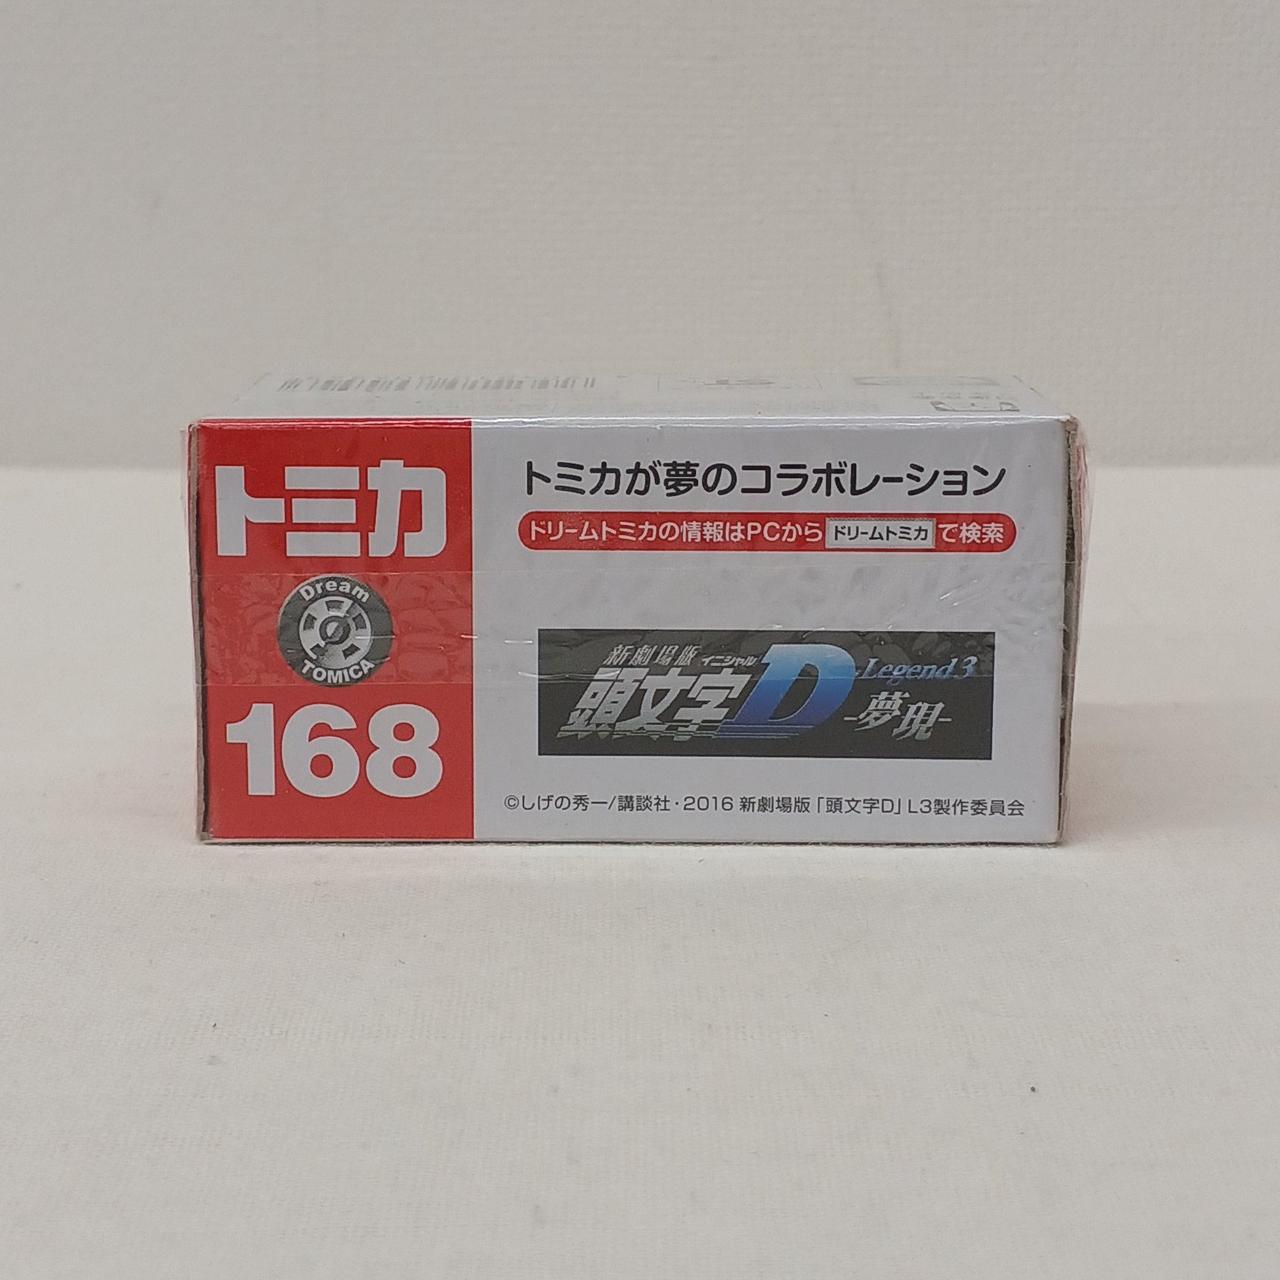 トミカ
Dream
TOMICA
168
トミカが夢のコラボレーション
ドリームトミカの情報はPCから ドリームトミカ で検索
新劇場版 イニシャル
頭文字D Legend3
-夢現-
©しげの秀一/講談社・2016 新劇場版「頭文字D」L3製作委員会